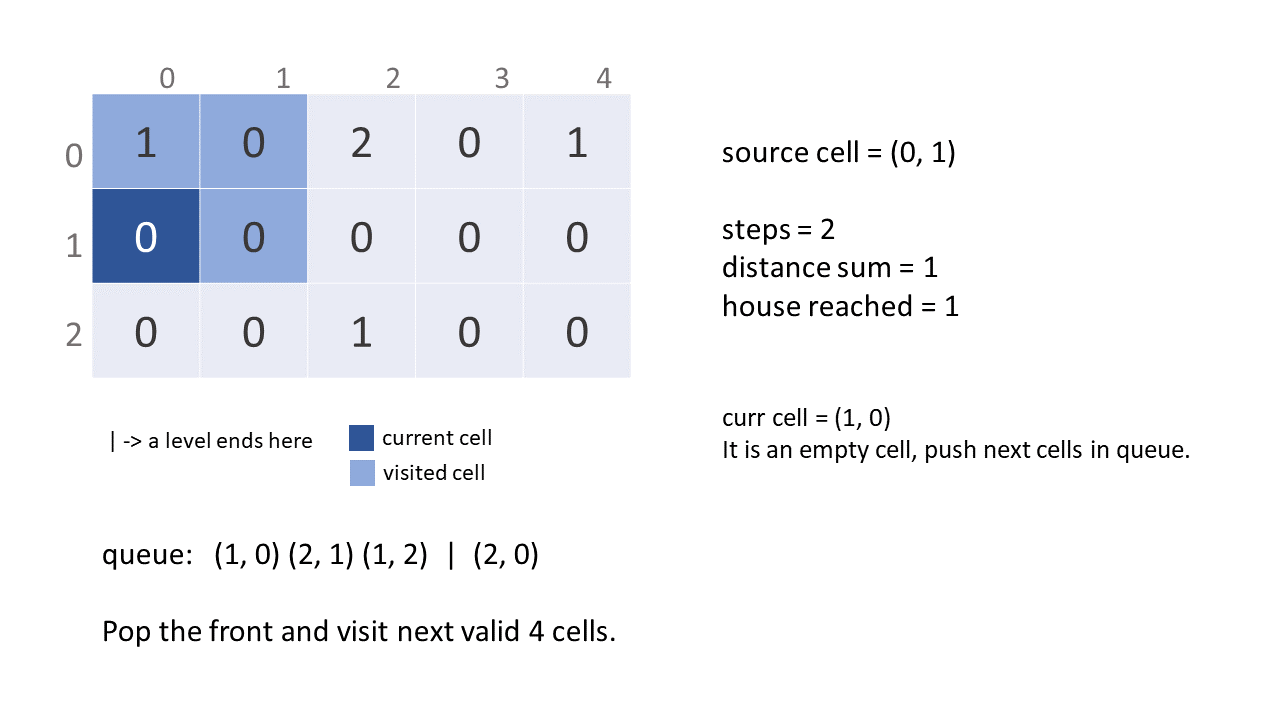 0 1 2 3 4
0 1 0 2 0 1
1 0 0 0 0 0
2 0 0 1 0 0
source cell = (0, 1)
steps = 2
distance sum = 1
house reached = 1
curr cell = (1, 0)
It is an empty cell, push next cells in queue.
| -> a level ends here
current cell
visited cell
queue: (1, 0) (2, 1) (1, 2) | (2, 0)
Pop the front and visit next valid 4 cells.